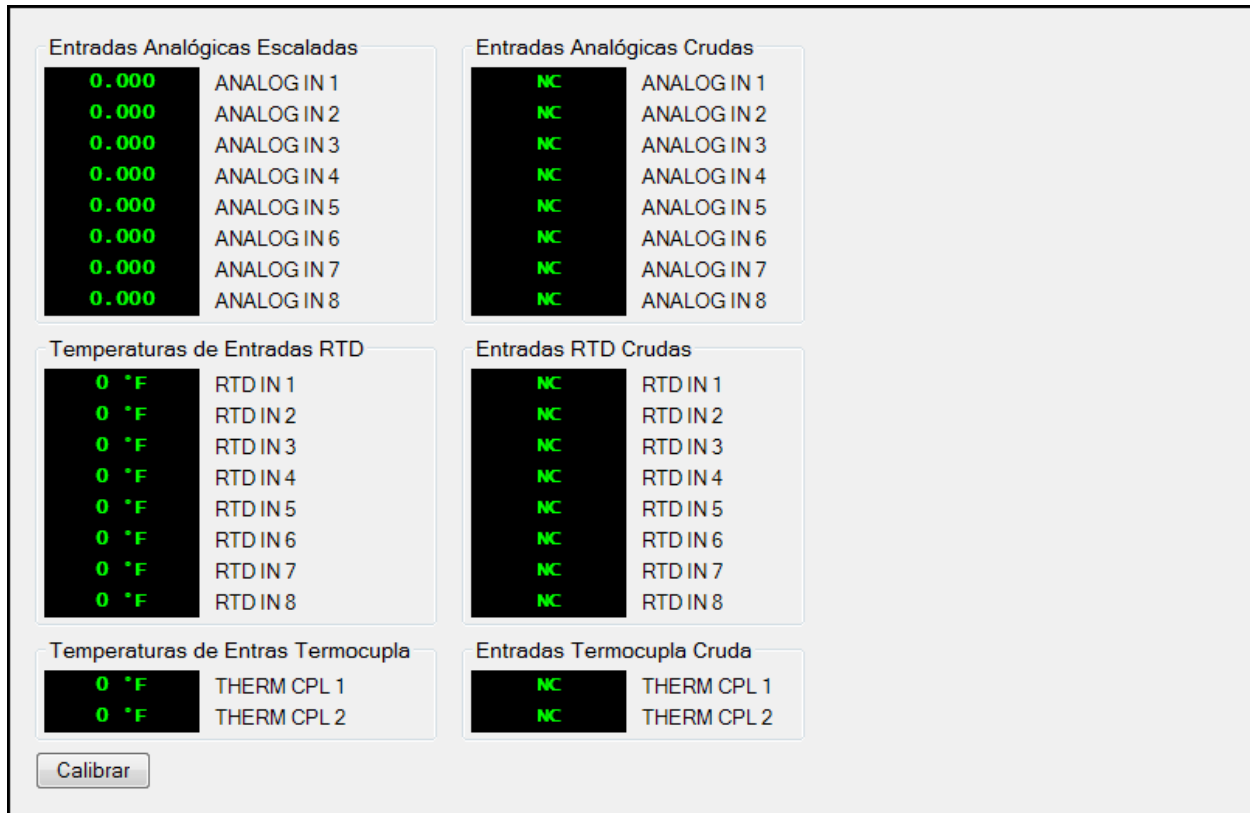 Entradas Analógicas Escaladas
0.000 ANALOG IN 1
0.000 ANALOG IN 2
0.000 ANALOG IN 3
0.000 ANALOG IN 4
0.000 ANALOG IN 5
0.000 ANALOG IN 6
0.000 ANALOG IN 7
0.000 ANALOG IN 8
Entradas Analógicas Crudas
NC ANALOG IN 1
NC ANALOG IN 2
NC ANALOG IN 3
NC ANALOG IN 4
NC ANALOG IN 5
NC ANALOG IN 6
NC ANALOG IN 7
NC ANALOG IN 8
Temperaturas de Entradas RTD
0 °F RTD IN 1
0 °F RTD IN 2
0 °F RTD IN 3
0 °F RTD IN 4
0 °F RTD IN 5
0 °F RTD IN 6
0 °F RTD IN 7
0 °F RTD IN 8
Entradas RTD Crudas
NC RTD IN 1
NC RTD IN 2
NC RTD IN 3
NC RTD IN 4
NC RTD IN 5
NC RTD IN 6
NC RTD IN 7
NC RTD IN 8
Temperaturas de Entras Termocupla
0 °F THERM CPL 1
0 °F THERM CPL 2
Entradas Termocupla Cruda
NC THERM CPL 1
NC THERM CPL 2
Calibrar